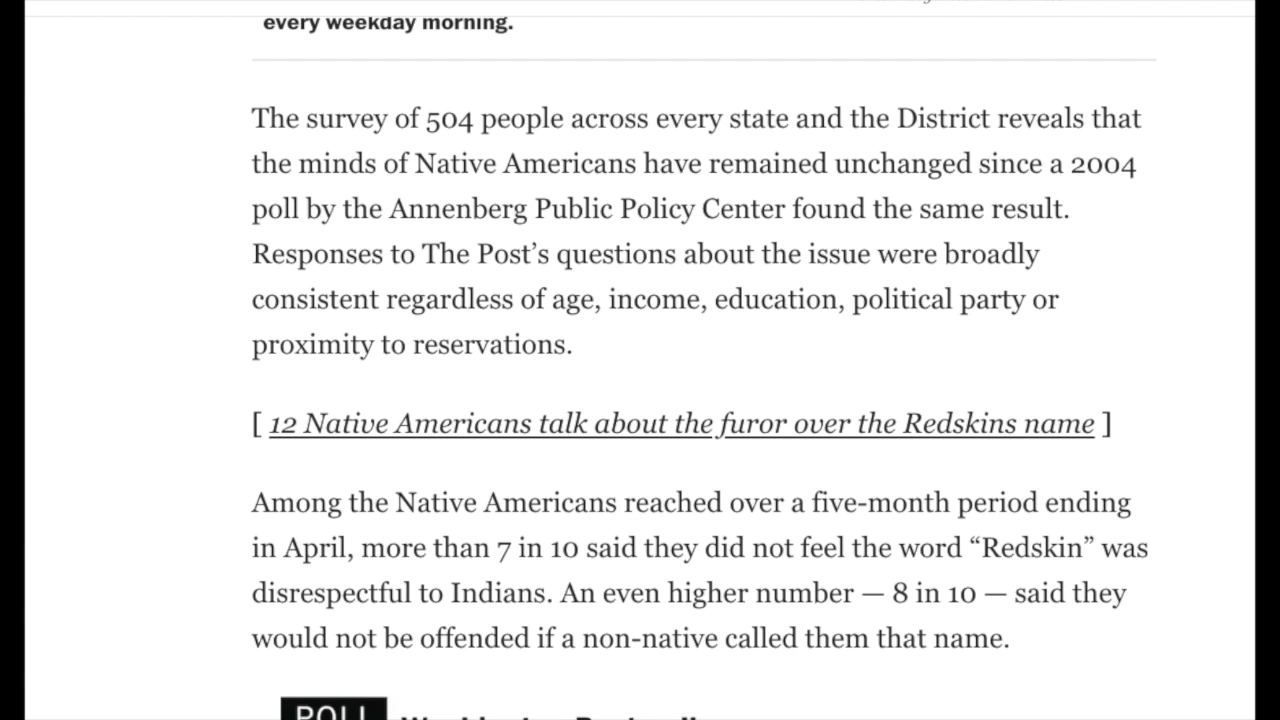 every weekday morning.
The survey of 504 people across every state and the District reveals that
the minds of Native Americans have remained unchanged since a 2004
poll by the Annenberg Public Policy Center found the same result.
Responses to The Post’s questions about the issue were broadly
consistent regardless of age, income, education, political party or
proximity to reservations.
[ 12 Native Americans talk about the furor over the Redskins name ]
Among the Native Americans reached over a five-month period ending
in April, more than 7 in 10 said they did not feel the word “Redskin” was
disrespectful to Indians. An even higher number — 8 in 10 — said they
would not be offended if a non-native called them that name.
POLL